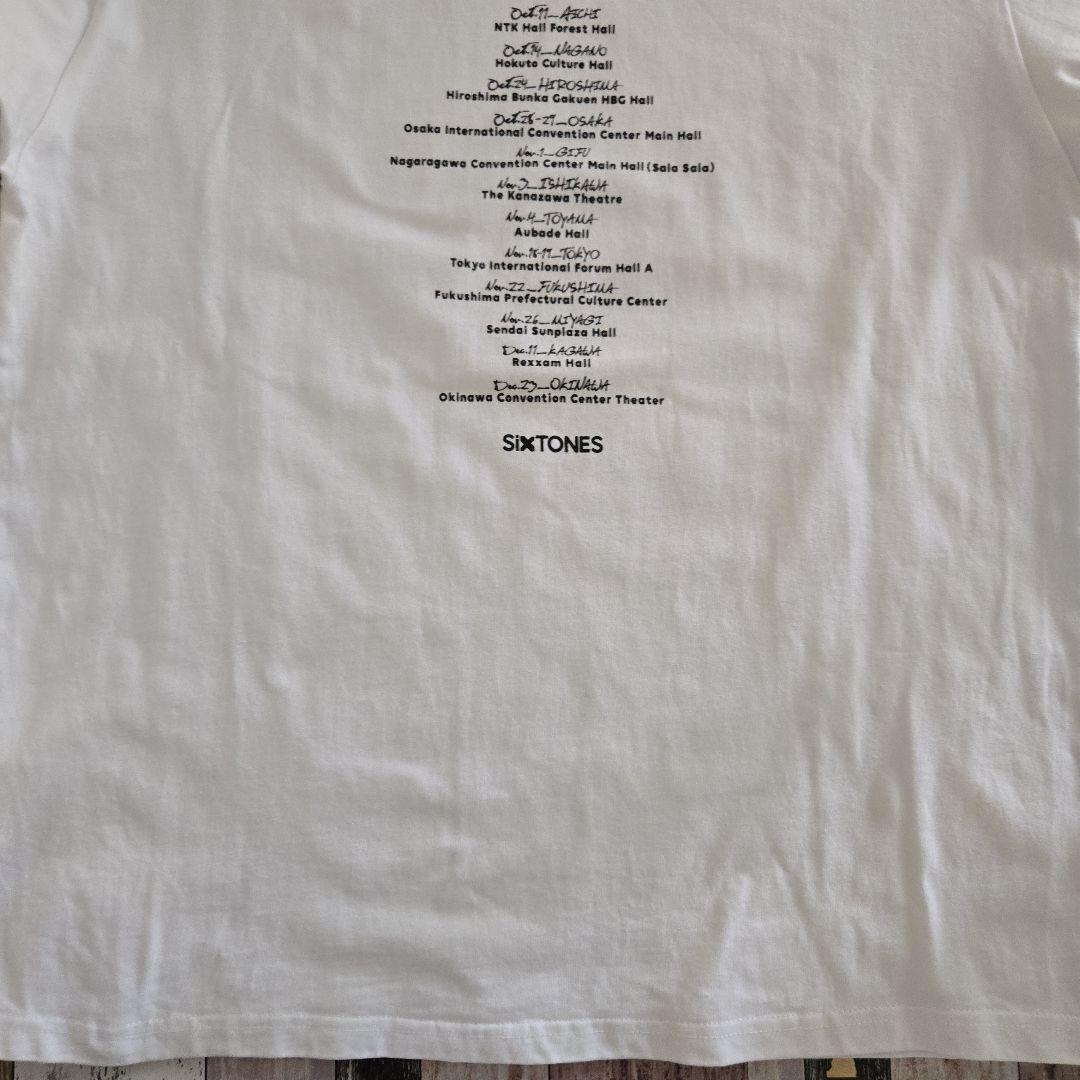 Oct.11_AICHI
NTK Hall Forest Hall
Oct.14_NAGANO
Hokuto Culture Hall
Oct.24_HIROSHIMA
Hiroshima Bunka Gakuen HBG Hall
Oct.28-29_OSAKA
Osaka International Convention Center Main Hall
Nov.1_GIFU
Nagaragawa Convention Center Main Hall (Sala Sala)
Nov.3_ISHIKAWA
The Kanazawa Theatre
Nov.4_TOYAMA
Aubade Hall
Nov.18-19_TOKYO
Tokyo International Forum Hall A
Nov.22_FUKUSHIMA
Fukushima Prefectural Culture Center
Nov.26_MIYAGI
Sendai Sunplaza Hall
Dec.11_KAGAWA
Rexxam Hall
Dec.23_OKINAWA
Okinawa Convention Center Theater
SixTONES